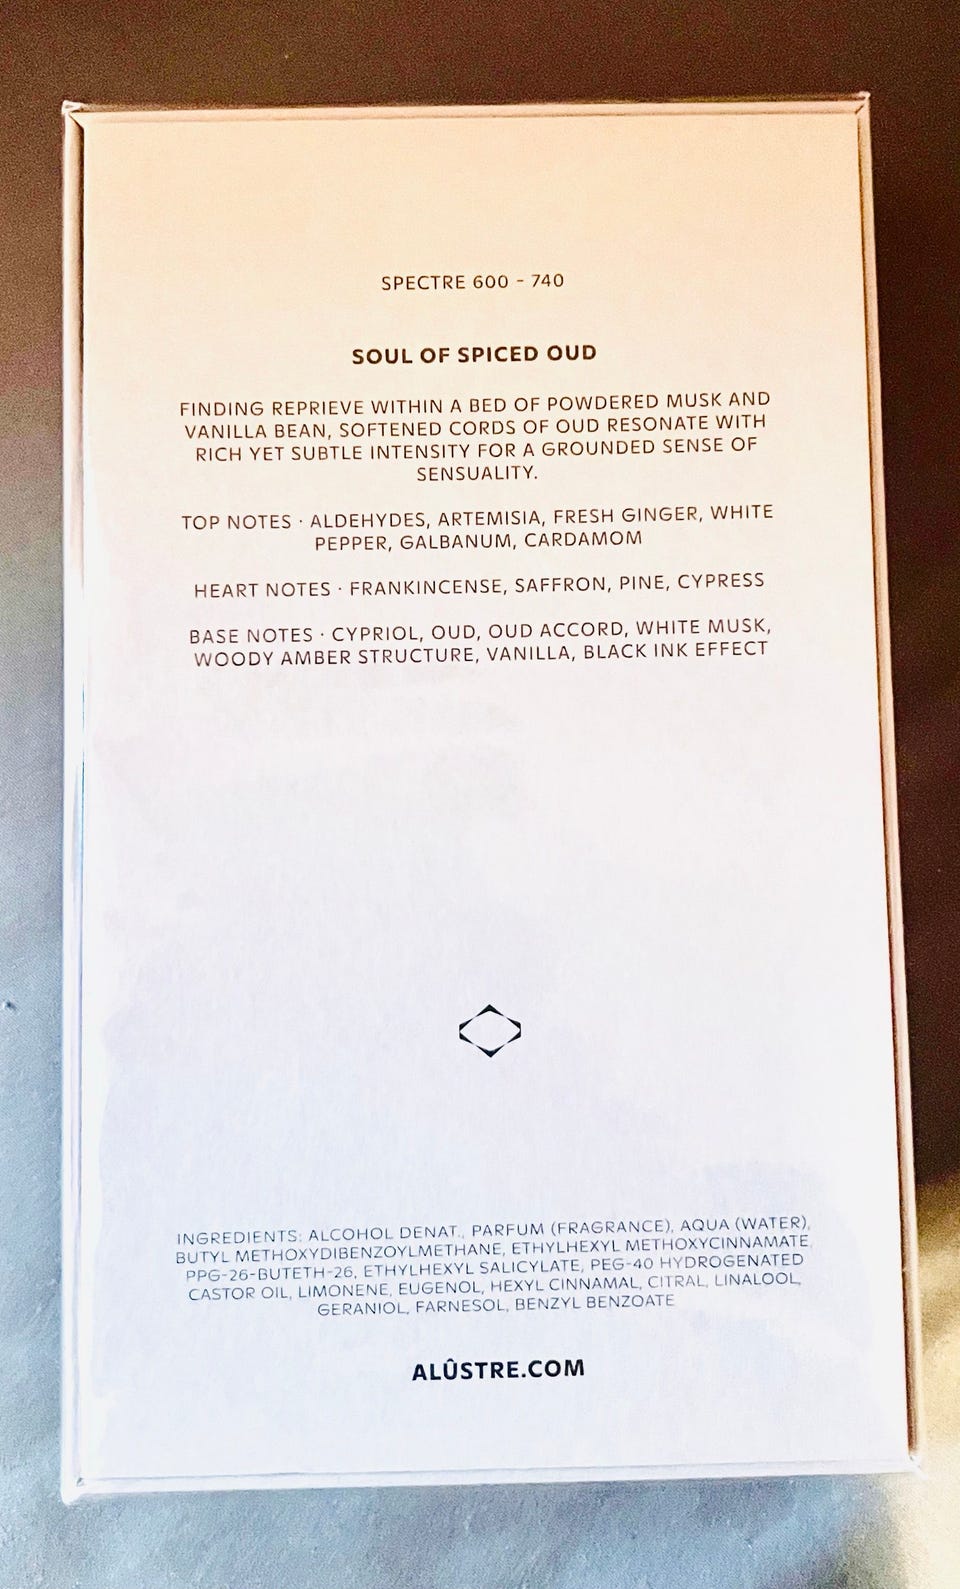 SPECTRE 600 - 740
SOUL OF SPICED OUD
FINDING REPRIEVE WITHIN A BED OF POWDERED MUSK AND
VANILLA BEAN, SOFTENED CORDS OF OUD RESONATE WITH
RICH YET SUBTLE INTENSITY FOR A GROUNDED SENSE OF
SENSUALITY.
TOP NOTES · ALDEHYDES, ARTEMISIA, FRESH GINGER, WHITE
PEPPER, GALBANUM, CARDAMOM
HEART NOTES · FRANKINCENSE, SAFFRON, PINE, CYPRESS
BASE NOTES · CYPRIOL, OUD, OUD ACCORD, WHITE MUSK,
WOODY AMBER STRUCTURE, VANILLA, BLACK INK EFFECT
INGREDIENTS: ALCOHOL DENAT., PARFUM (FRAGRANCE), AQUA (WATER),
BUTYL METHOXYDIBENZOYLMETHANE, ETHYLHEXYL METHOXYCINNAMATE,
PPG-26-BUTETH-26, ETHYLHEXYL SALICYLATE, PEG-40 HYDROGENATED
CASTOR OIL, LIMONENE, EUGENOL, HEXYL CINNAMAL, CITRAL, LINALOOL,
GERANIOL, FARNESOL, BENZYL BENZOATE
ALÛSTRE.COM